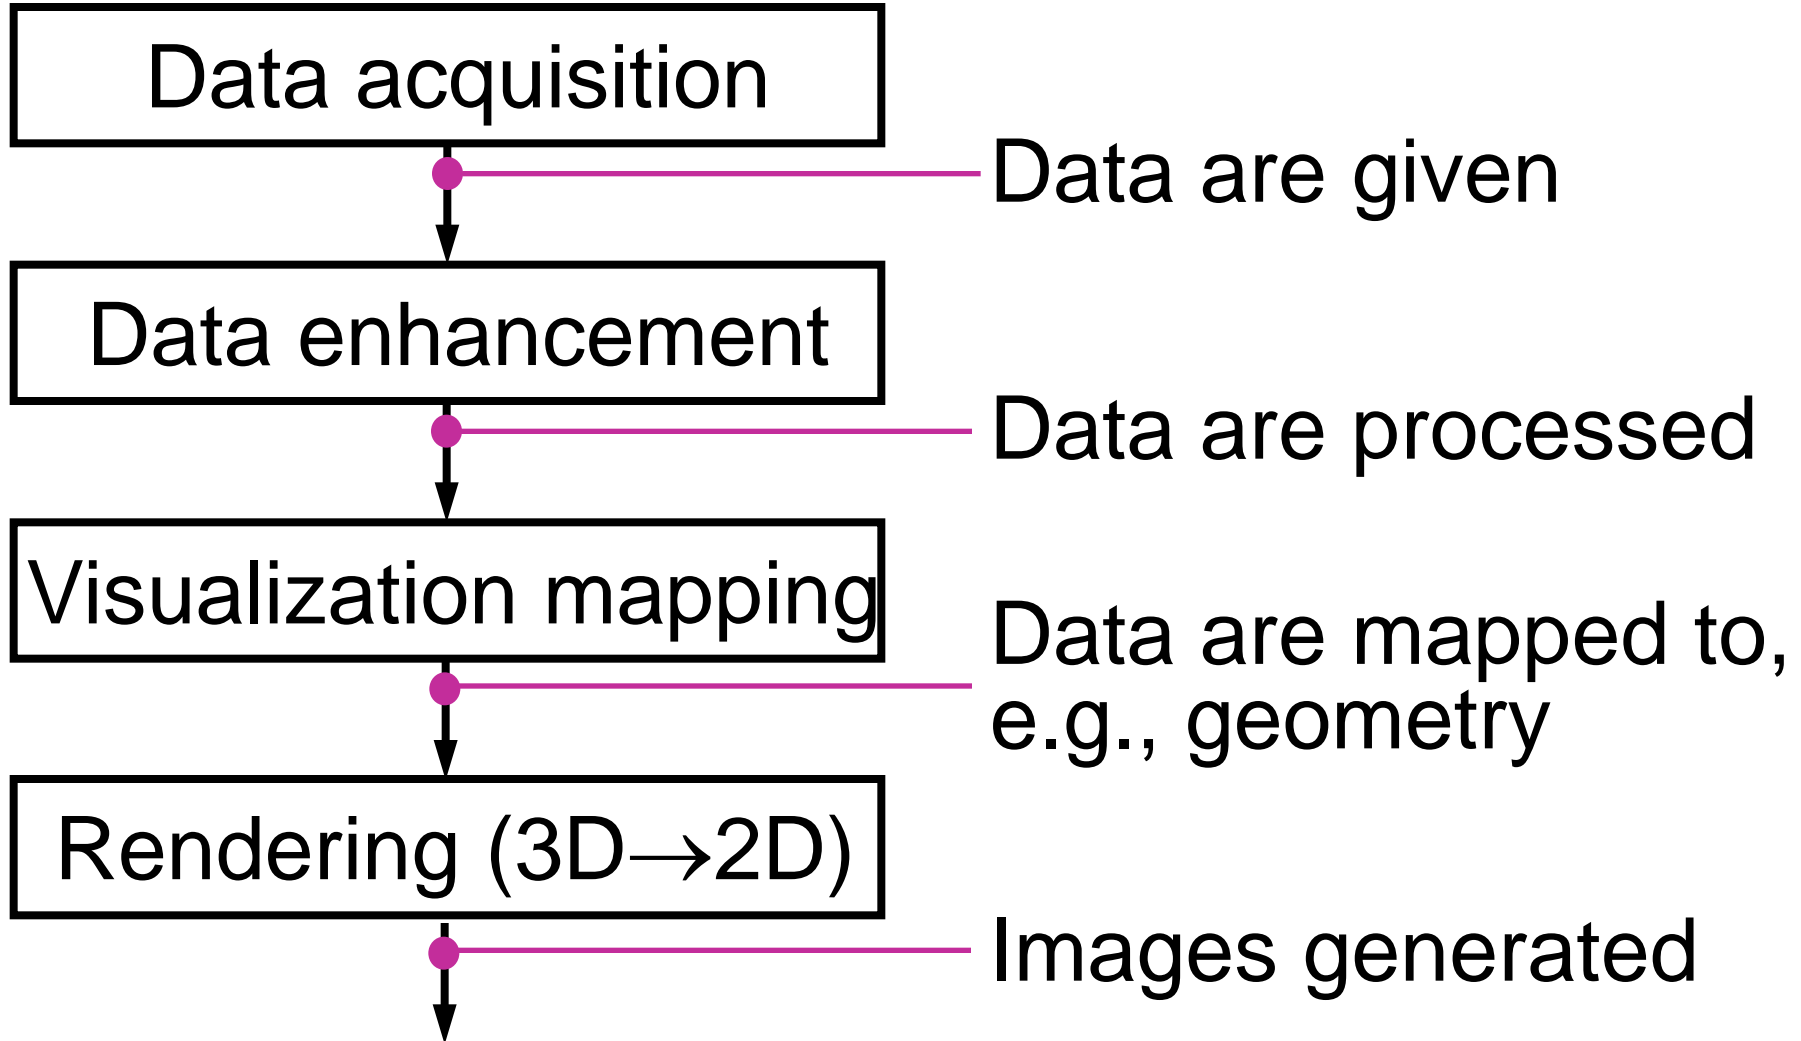 Data acquisition
Data are given
Data enhancement
Data are processed
Visualization mapping
Data are mapped to,
e.g., geometry
Rendering (3D→2D)
Images generated